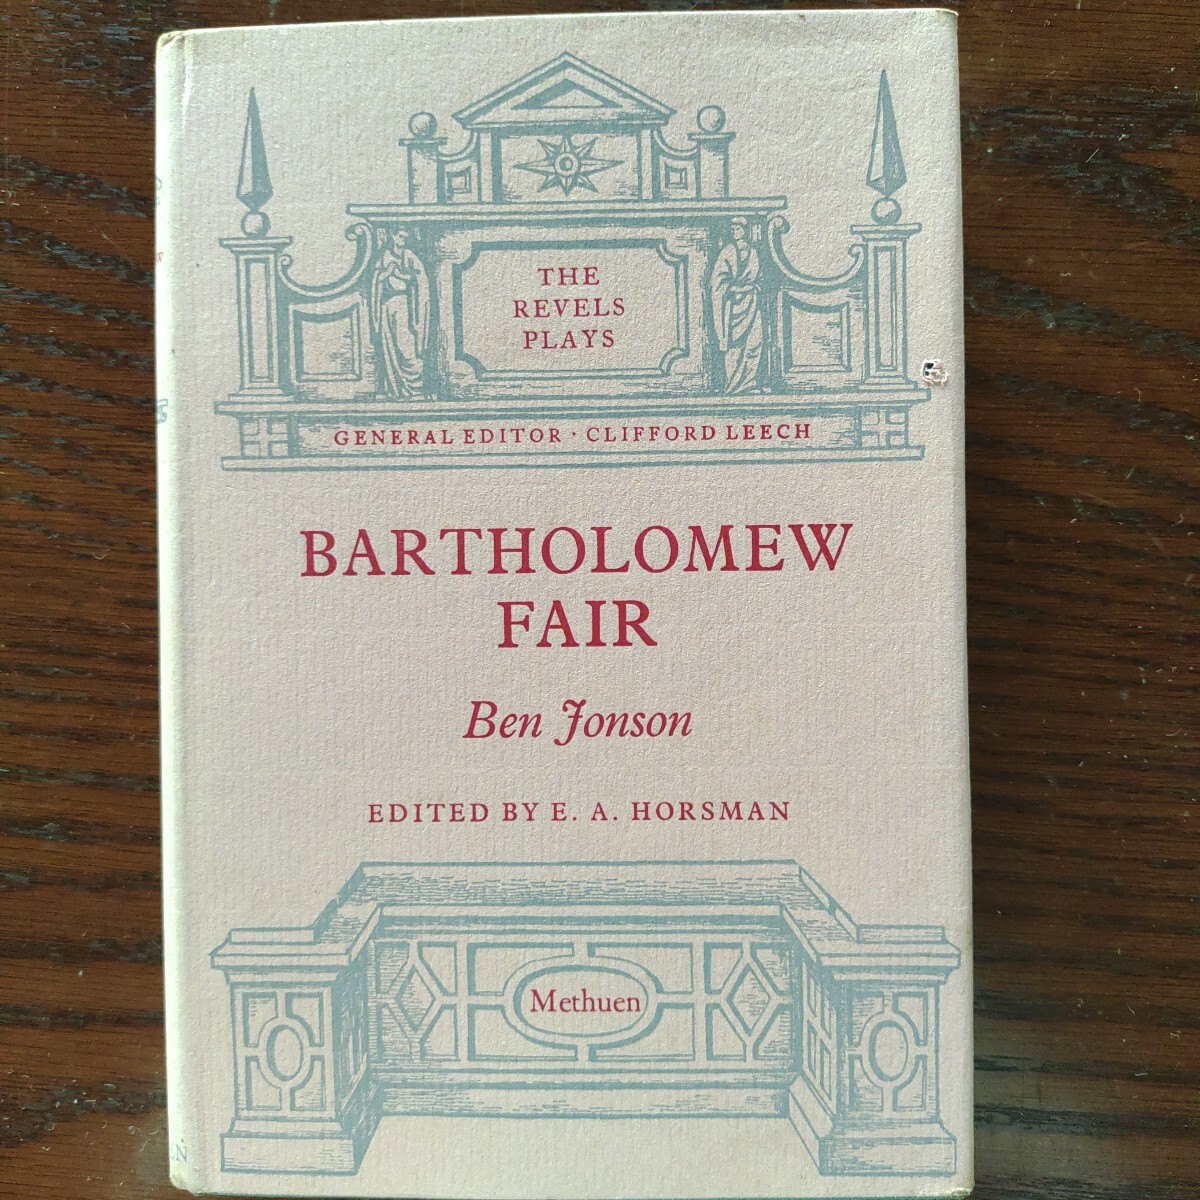 THE
REVELS
PLAYS
GENERAL EDITOR · CLIFFORD LEECH
BARTHOLOMEW
FAIR
Ben Jonson
EDITED BY E. A. HORSMAN
Methuen